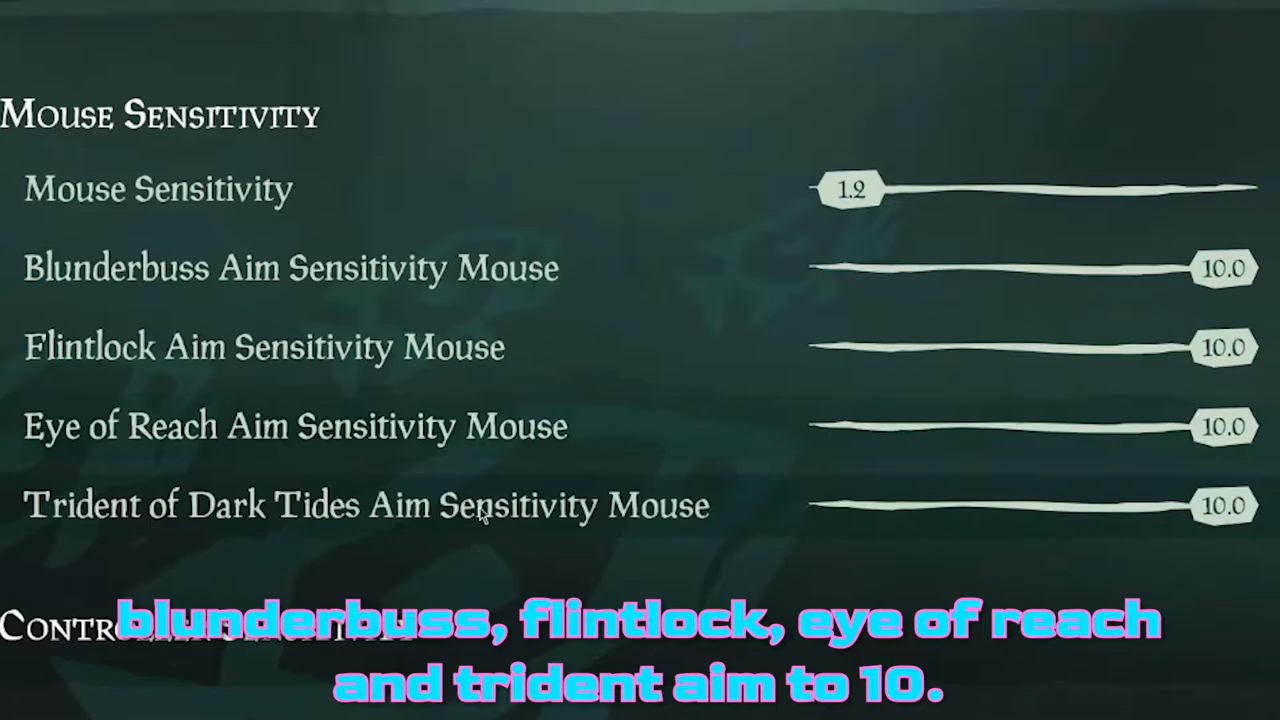 Mouse Sensitivity
Mouse Sensitivity 1.2
Blunderbuss Aim Sensitivity Mouse 10.0
Flintlock Aim Sensitivity Mouse 10.0
Eye of Reach Aim Sensitivity Mouse 10.0
Trident of Dark Tides Aim Sensitivity Mouse 10.0
blunderbuss, flintlock, eye of reach
and trident aim to 10.